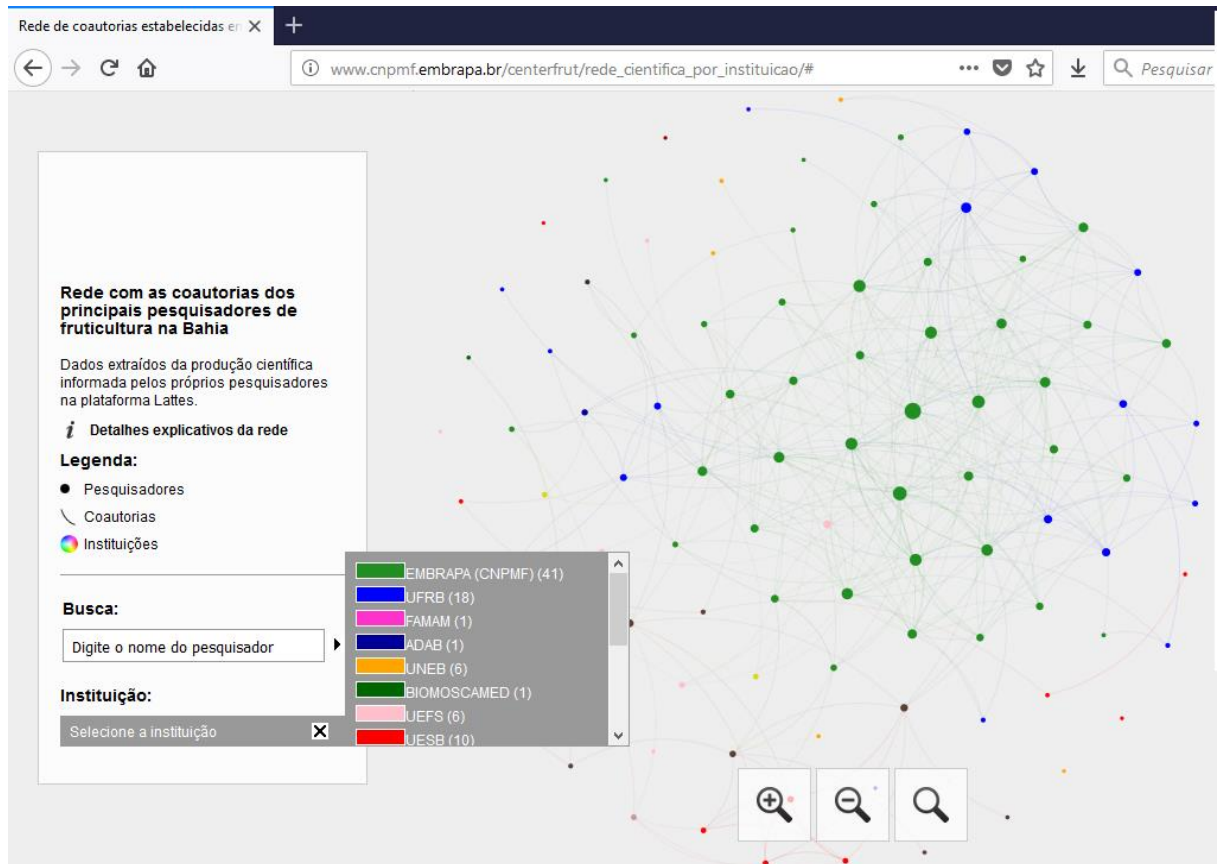 Rede de coautorias estabelecidas en
www.cnpmf.embrapa.br/centerfrut/rede_cientifica_por_instituicao/#
Pesquisar
Rede com as coautorias dos
principais pesquisadores de
fruticultura na Bahia
Dados extraídos da produção científica
informada pelos próprios pesquisadores
na plataforma Lattes.
i Detalhes explicativos da rede
Legenda:
Pesquisadores
Coautorias
Instituições
Busca:
Digite o nome do pesquisador
Instituição:
Selecione a instituição
EMBRAPA (CNPMF) (41)
UFRB (18)
FAMAM (1)
ADAB (1)
UNEB (6)
BIOMOSCAMED (1)
UEFS (6)
UESB (10)